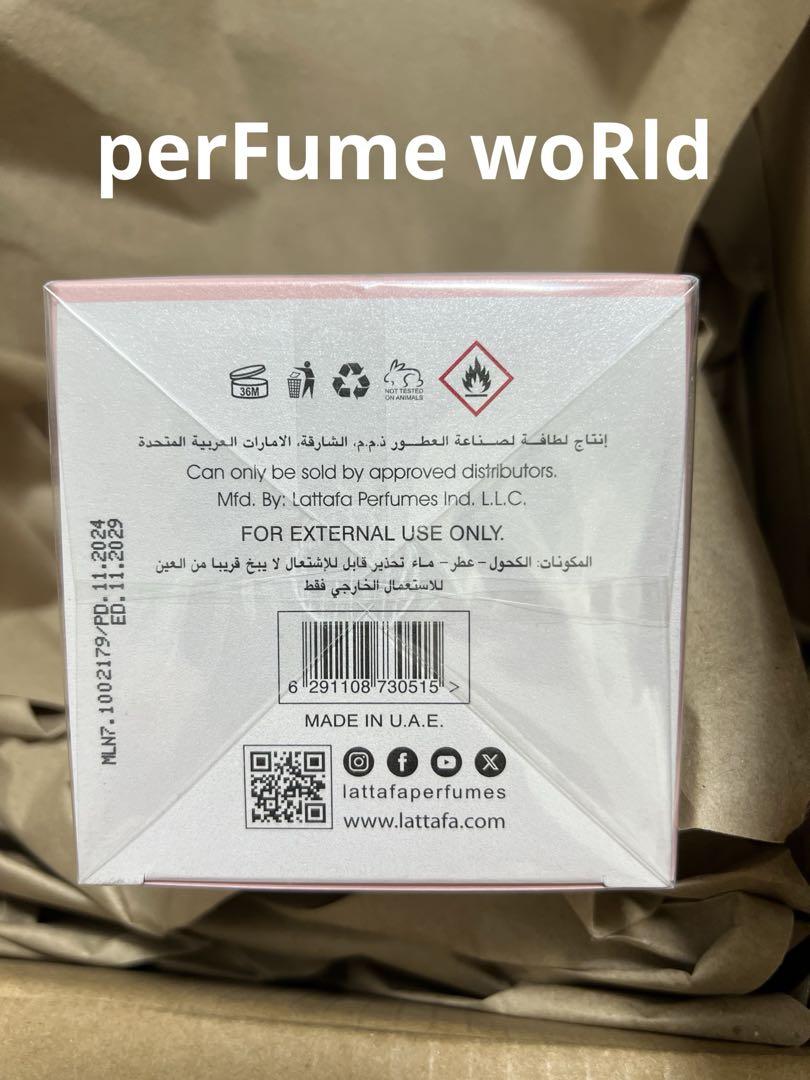 perFume woRld
36M
NOT TESTED
ON ANIMALS
إنتاج لطافة لصناعة العطور ذ.م.م، الشارقة، الامارات العربية المتحدة
Can only be sold by approved distributors.
Mfd. By: Lattafa Perfumes Ind. L.L.C.
FOR EXTERNAL USE ONLY.
المكونات: الكحول - عطر - ماء تحذير قابل للإشتعال لا يبخ قريبا من العين
للاستعمال الخارجي فقط
MLN7.1002179/PD.11.2024
ED.11.2029
6 291108 730515 >
MADE IN U.A.E.
lattafaperfumes
www.lattafa.com